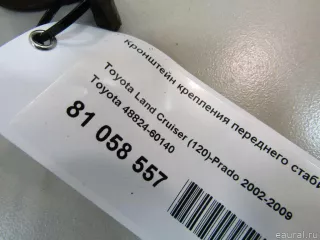 кронштейн крепления переднего стаби
Toyota Land Cruiser (120)-Prado 2002-2009
Toyota 48824-60140
81 058 557
eaural.ru